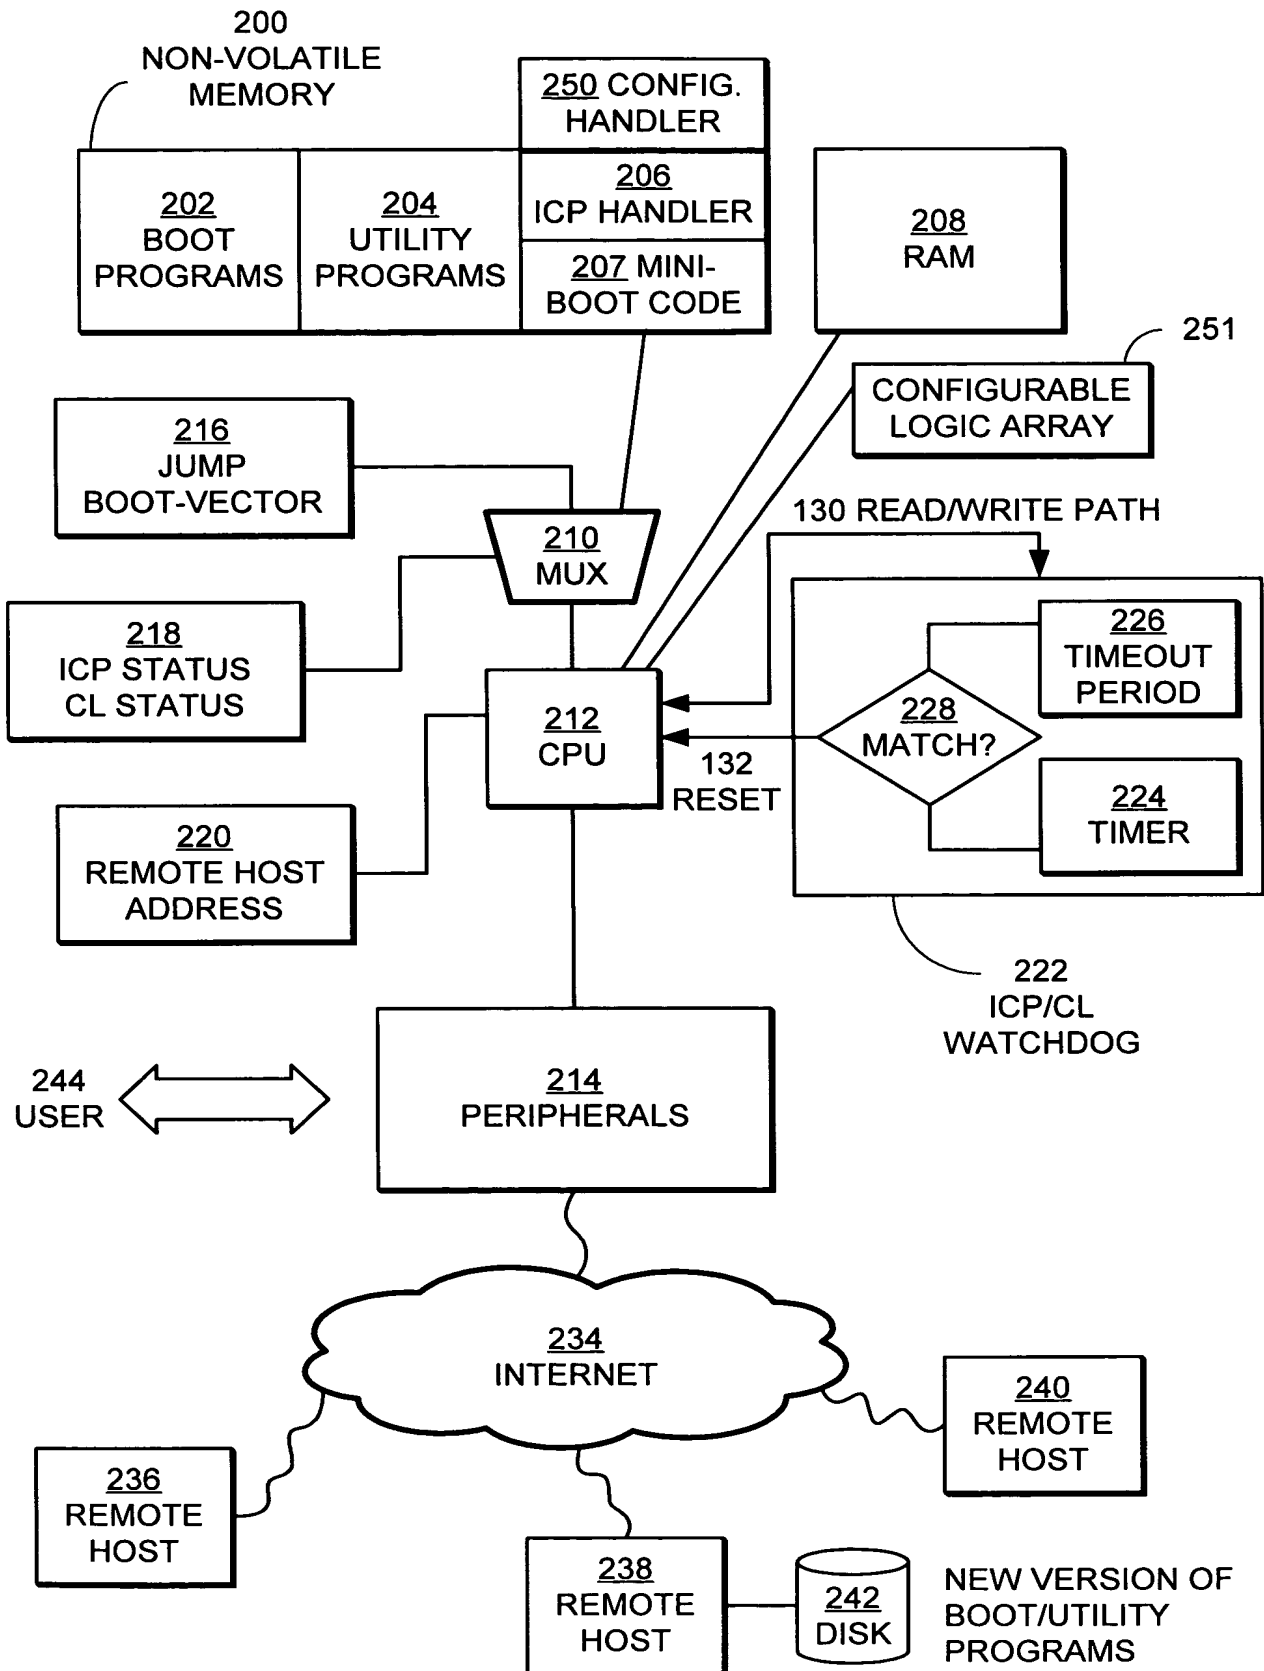 200
NON-VOLATILE
MEMORY
250 CONFIG.
HANDLER
202
BOOT
PROGRAMS
204
UTILITY
PROGRAMS
206
ICP HANDLER
207 MINI-
BOOT CODE
208
RAM
251
CONFIGURABLE
LOGIC ARRAY
216
JUMP
BOOT-VECTOR
210
MUX
130 READ/WRITE PATH
218
ICP STATUS
CL STATUS
212
CPU
226
TIMEOUT
PERIOD
228
MATCH?
132
RESET
224
TIMER
220
REMOTE HOST
ADDRESS
222
ICP/CL
WATCHDOG
244
USER
214
PERIPHERALS
234
INTERNET
240
REMOTE
HOST
236
REMOTE
HOST
238
REMOTE
HOST
242
DISK
NEW VERSION OF
BOOT/UTILITY
PROGRAMS